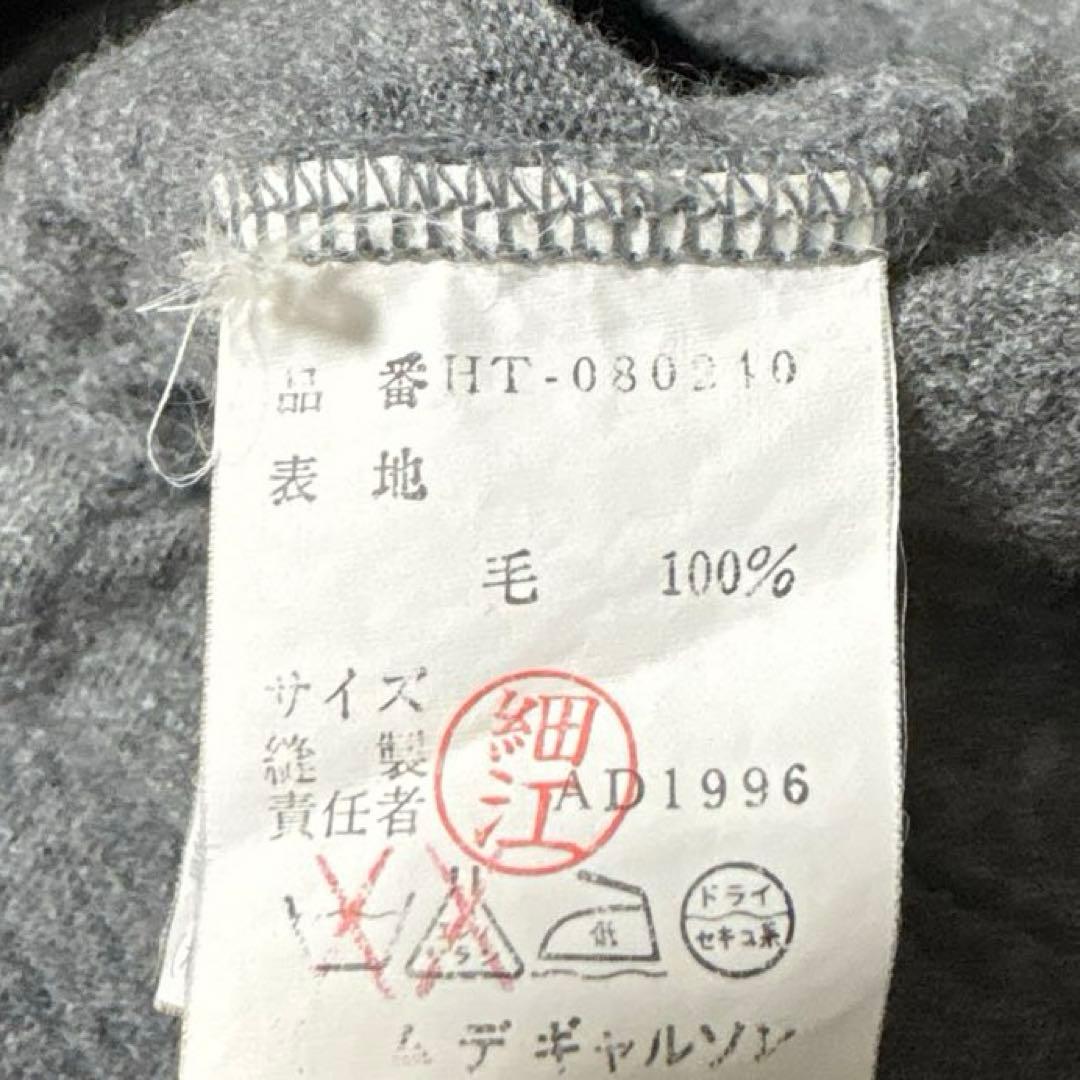 品 番 HT-080210
表 地
毛 100%
サイズ
縫 製
責任者 細江 AD1996
ドライ
セキユ系
ムデギャルソン